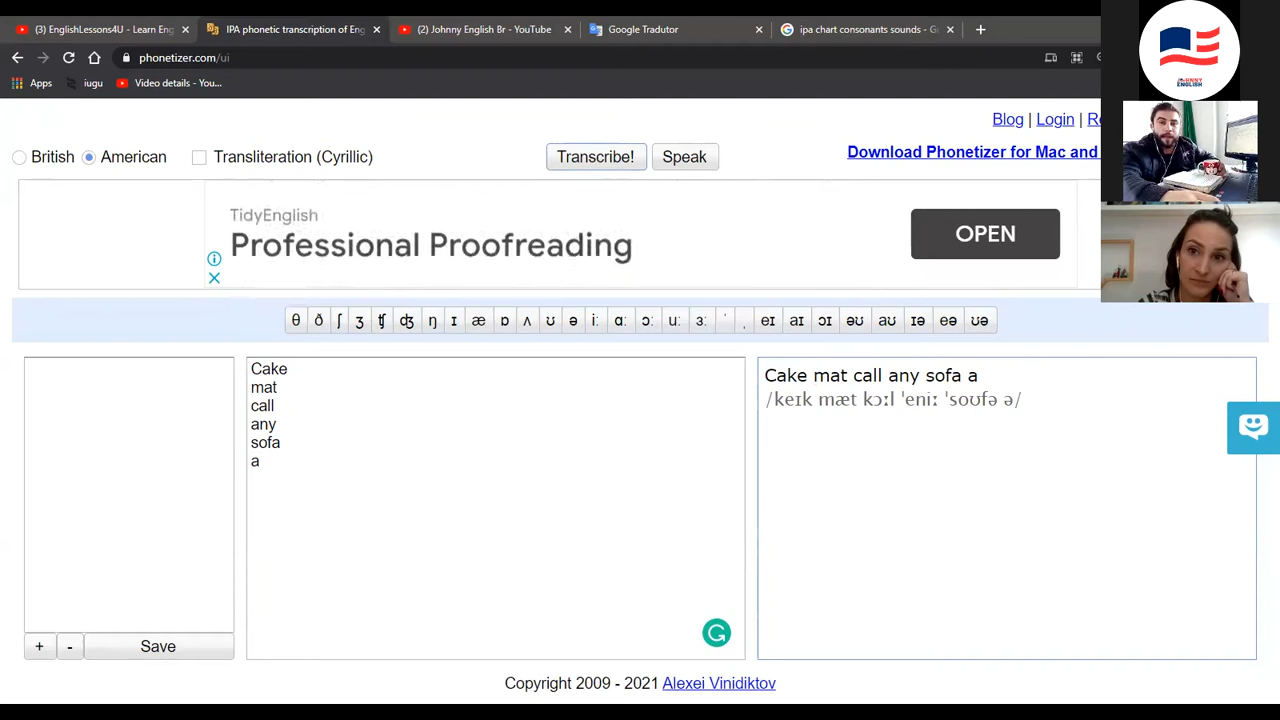 (3) EnglishLessons4U - Learn Eng
IPA phonetic transcription of Eng
(2) Johnny English Br - YouTube
Google Tradutor
ipa chart consonants sounds - G
phonetizer.com/ui
Apps
iugu
Video details - You...
JOHNNY
ENGLISH
Blog | Login | R
British
American
Transliteration (Cyrillic)
Transcribe!
Speak
Download Phonetizer for Mac and
TidyEnglish
Professional Proofreading
OPEN
θ ð ʃ ʒ ʧ ʤ ŋ ɪ æ ɒ ʌ ʊ ə iː ɑː ɔː uː ɜː ˈ ˌ eɪ aɪ ɔɪ əʊ aʊ ɪə eə ʊə
Cake
mat
call
any
sofa
a
Cake mat call any sofa a
/keɪk mæt kɔːl ˈeniː ˈsoʊfə ə/
+
-
Save
Copyright 2009 - 2021 Alexei Vinidiktov